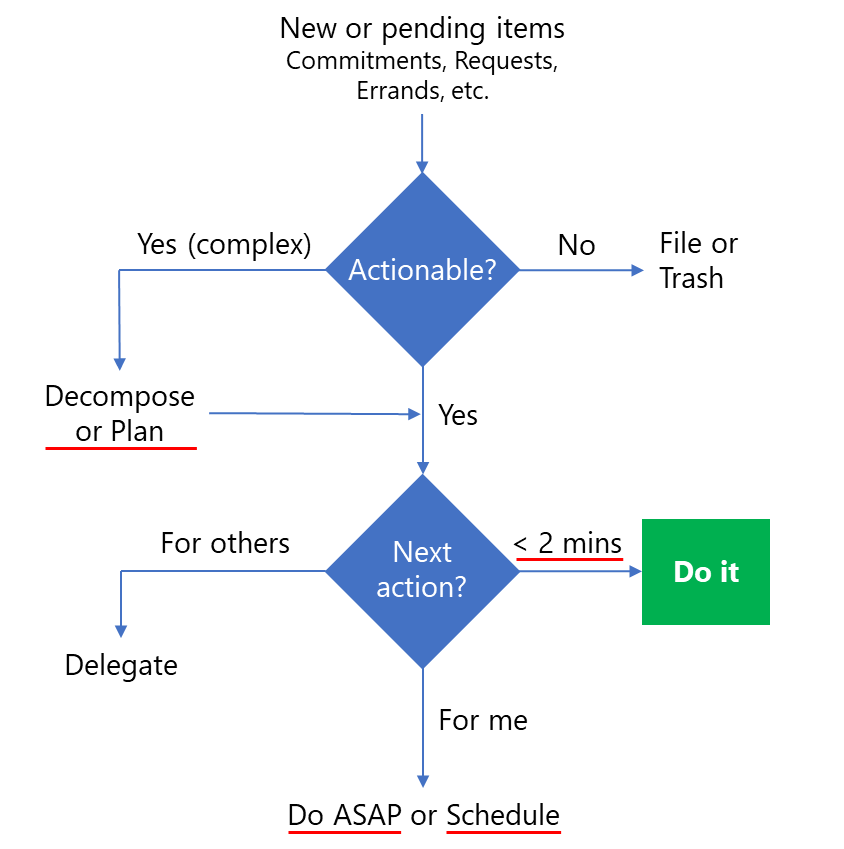 New or pending items
Commitments, Requests,
Errands, etc.
Yes (complex)
Actionable?
No
File or
Trash
Decompose
or Plan
Yes
For others
Next
action?
< 2 mins
Do it
Delegate
For me
Do ASAP or Schedule